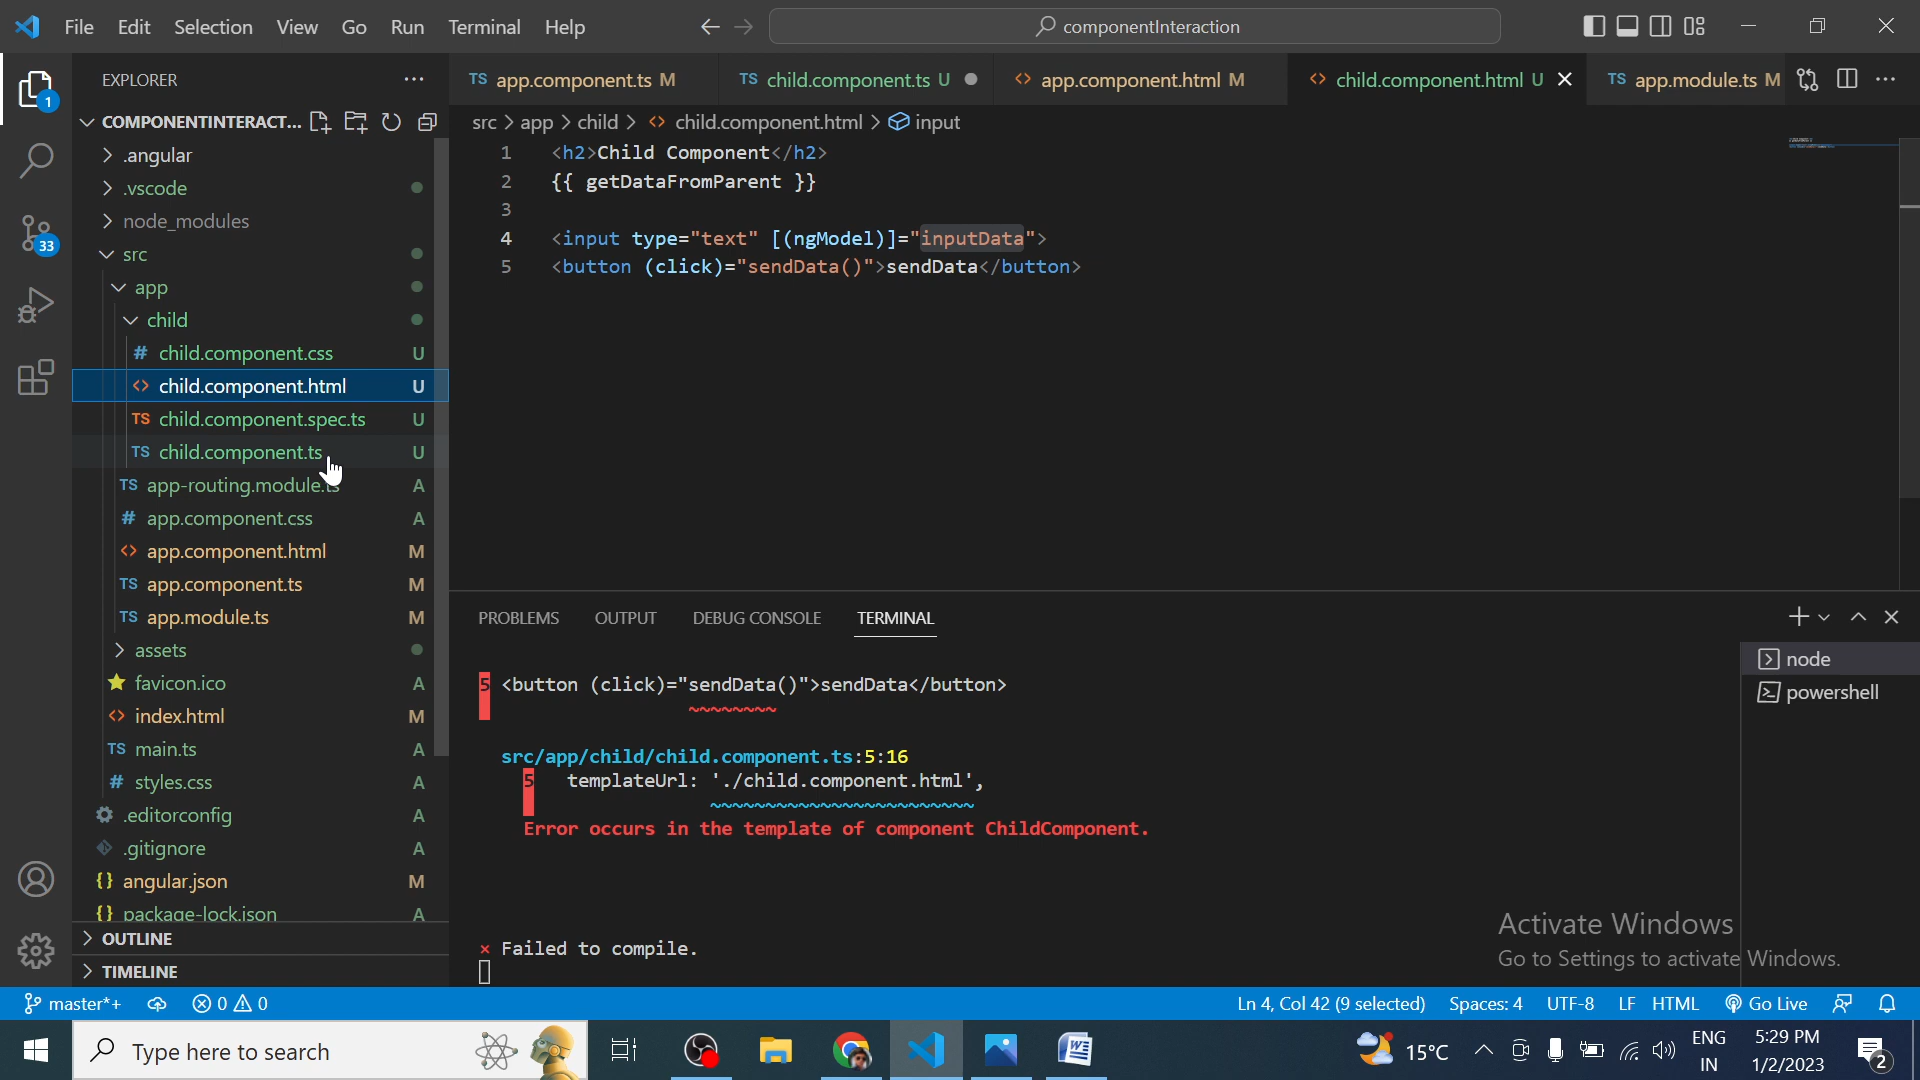 File Edit Selection View Go Run Terminal Help
componentInteraction
EXPLORER
COMPONENTINTERACT...
.angular
.vscode
node_modules
src
app
child
# child.component.css U
<> child.component.html U
TS child.component.spec.ts U
TS child.component.ts U
TS app-routing.module.ts A
# app.component.css A
<> app.component.html M
TS app.component.ts M
TS app.module.ts M
assets
favicon.ico A
<> index.html M
TS main.ts A
# styles.css A
.editorconfig A
.gitignore A
{} angular.json M
{} package-lock.json A
OUTLINE
TIMELINE
1
33
TS app.component.ts M
TS child.component.ts U
<> app.component.html M
<> child.component.html U
TS app.module.ts M
src > app > child > <> child.component.html > input
1 <h2>Child Component</h2>
2 {{ getDataFromParent }}
3
4 <input type="text" [(ngModel)]="inputData">
5 <button (click)="sendData()">sendData</button>
PROBLEMS OUTPUT DEBUG CONSOLE TERMINAL
node
powershell
5 <button (click)="sendData()">sendData</button>
~~~~~~~~
src/app/child/child.component.ts:5:16
5 templateUrl: './child.component.html',
~~~~~~~~~~~~~~~~~~~~~~~~
Error occurs in the template of component ChildComponent.
× Failed to compile.
Activate Windows
Go to Settings to activate Windows.
master*+ 0 0
Ln 4, Col 42 (9 selected) Spaces: 4 UTF-8 LF HTML Go Live
Type here to search
15°C
ENG
IN
5:29 PM
1/2/2023
2